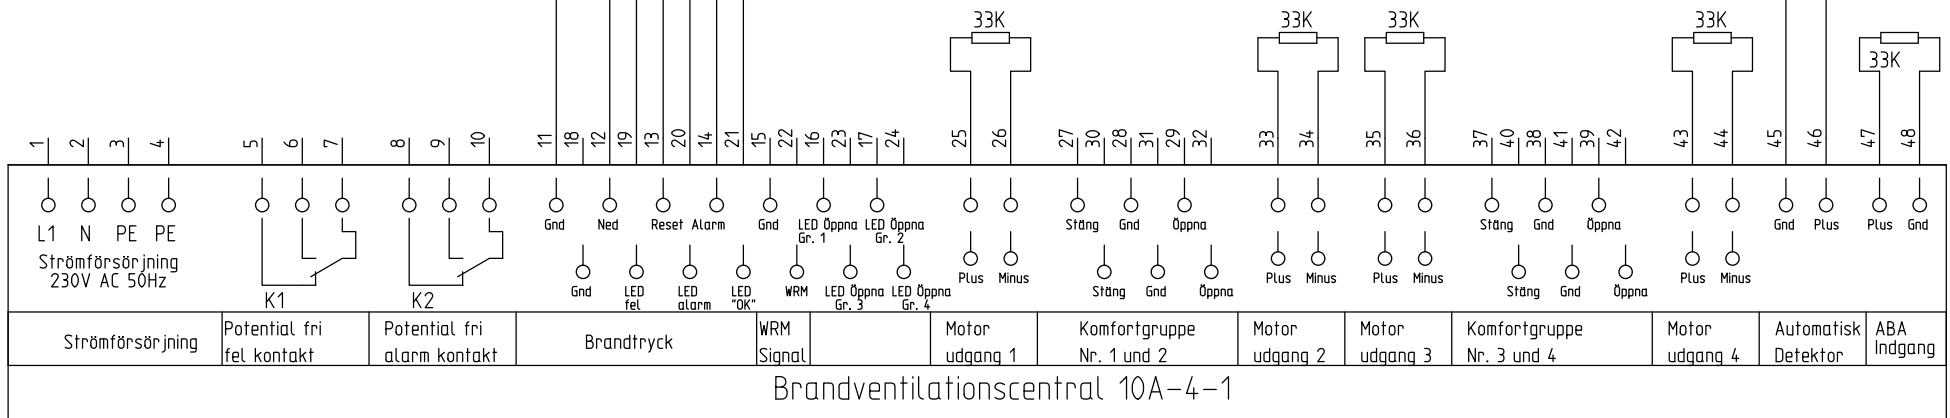 33K 33K 33K 33K
33K
1 2 3 4 5 6 7 8 9 10 11 18 12 19 13 20 14 21 15 22 16 23 17 24 25 26 27 30 28 31 29 32 33 34 35 36 37 40 38 41 39 42 43 44 45 46 47 48
L1 N PE PE
Strömförsörjning
230V AC 50Hz
K1
K2
Gnd Ned Reset Alarm Gnd LED Öppna LED Öppna Stäng Gnd Öppna Stäng Gnd Öppna Gnd Plus Plus Gnd
Gr. 1 Gr. 2
Plus Minus Plus Minus Plus Minus Plus Minus
Gnd LED LED LED WRM LED Öppna LED Öppna Stäng Gnd Öppna Stäng Gnd Öppna
fel alarm "OK" Gr. 3 Gr. 4
Strömförsörjning
Potential fri
fel kontakt
Potential fri
alarm kontakt
Brandtryck
WRM
Signal
Motor
udgang 1
Komfortgruppe
Nr. 1 und 2
Motor
udgang 2
Motor
udgang 3
Komfortgruppe
Nr. 3 und 4
Motor
udgang 4
Automatisk
Detektor
ABA
Indgang
Brandventilationscentral 10A-4-1